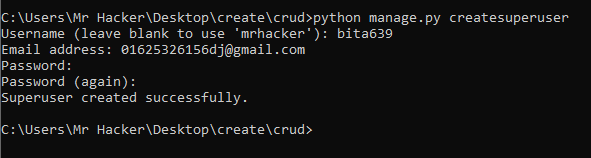 C:\Users\Mr Hacker\Desktop\create\crud>python manage.py createsuperuser
Username (leave blank to use 'mrhacker'): bita639
Email address: 01625326156dj@gmail.com
Password:
Password (again):
Superuser created successfully.
C:\Users\Mr Hacker\Desktop\create\crud>